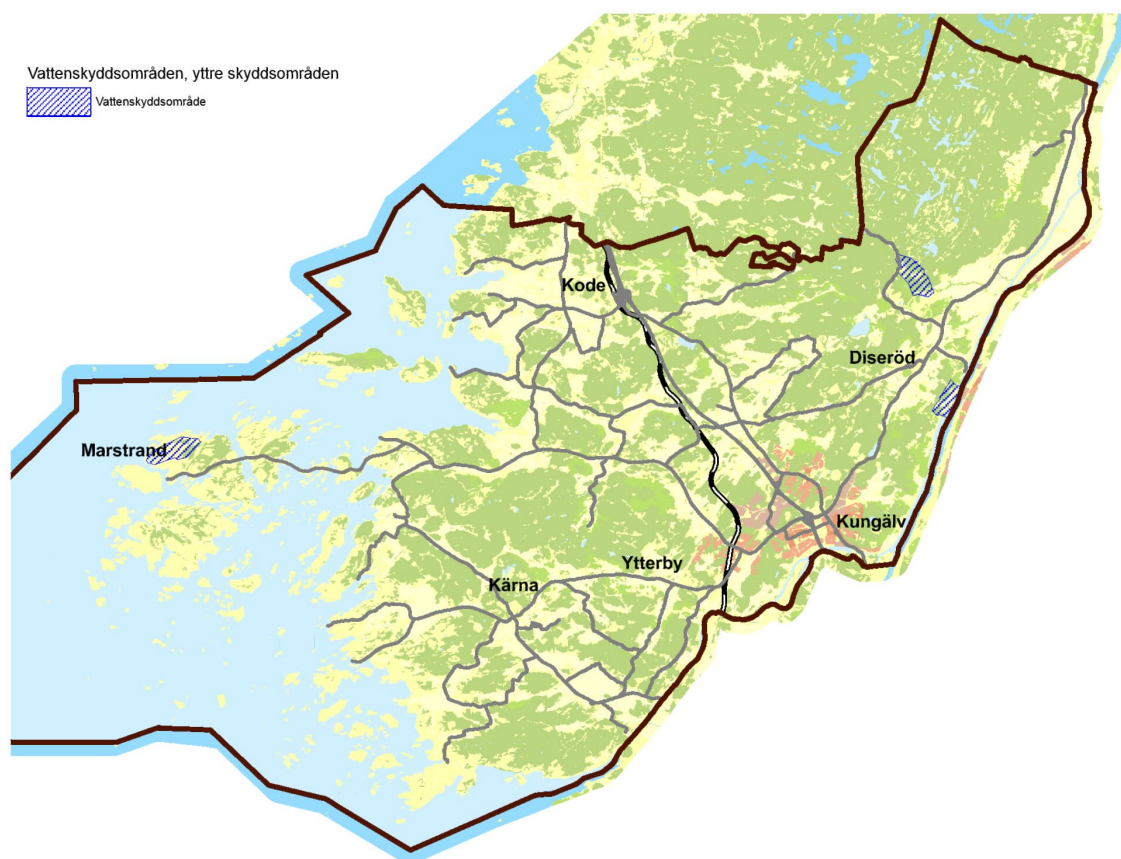 Vattenskyddsområden, yttre skyddsområden
Vattenskyddsområde
Kode
Diseröd
Marstrand
Kungälv
Ytterby
Kärna